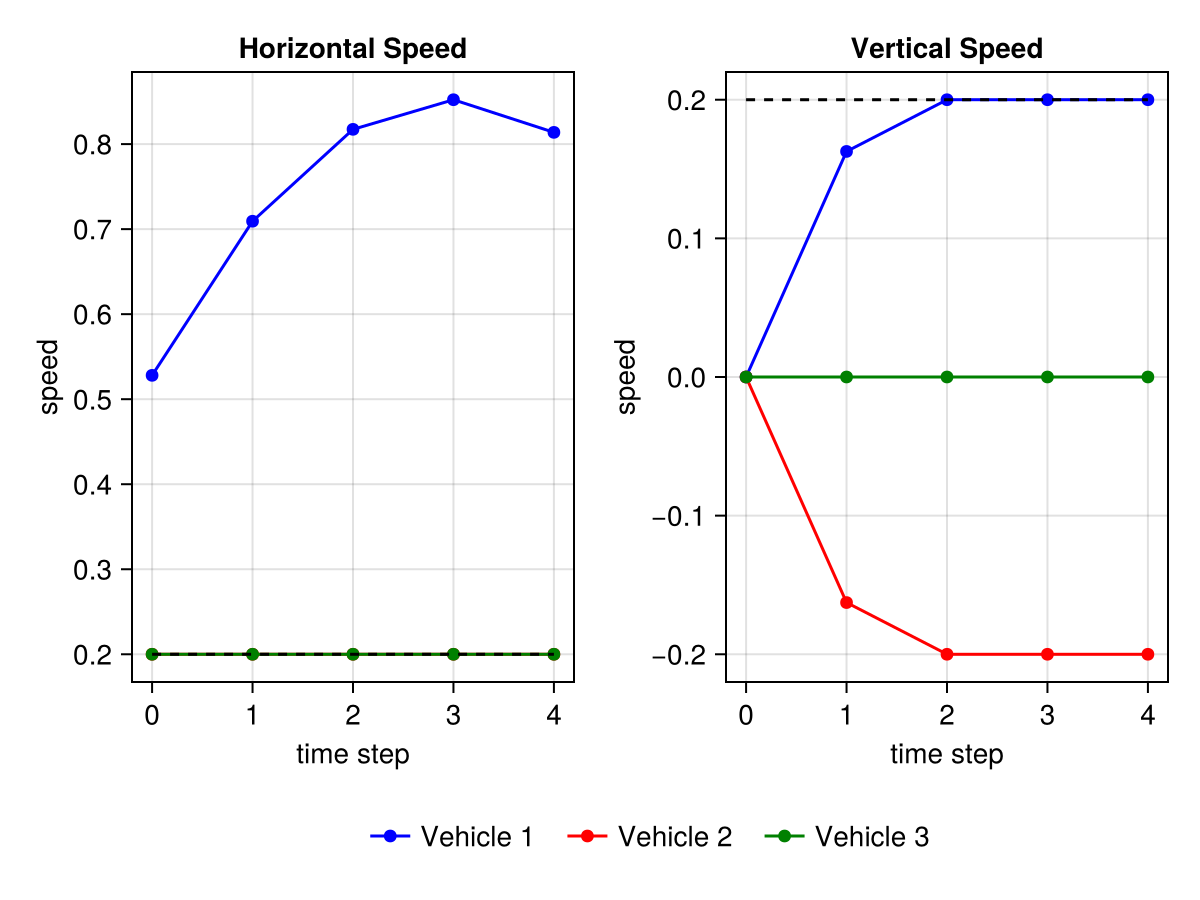 Horizontal Speed
0.8
0.7
0.6
0.5
0.4
0.3
0.2
speed
0 1 2 3 4
time step
Vertical Speed
0.2
0.1
0.0
−0.1
−0.2
speed
0 1 2 3 4
time step
Vehicle 1 Vehicle 2 Vehicle 3